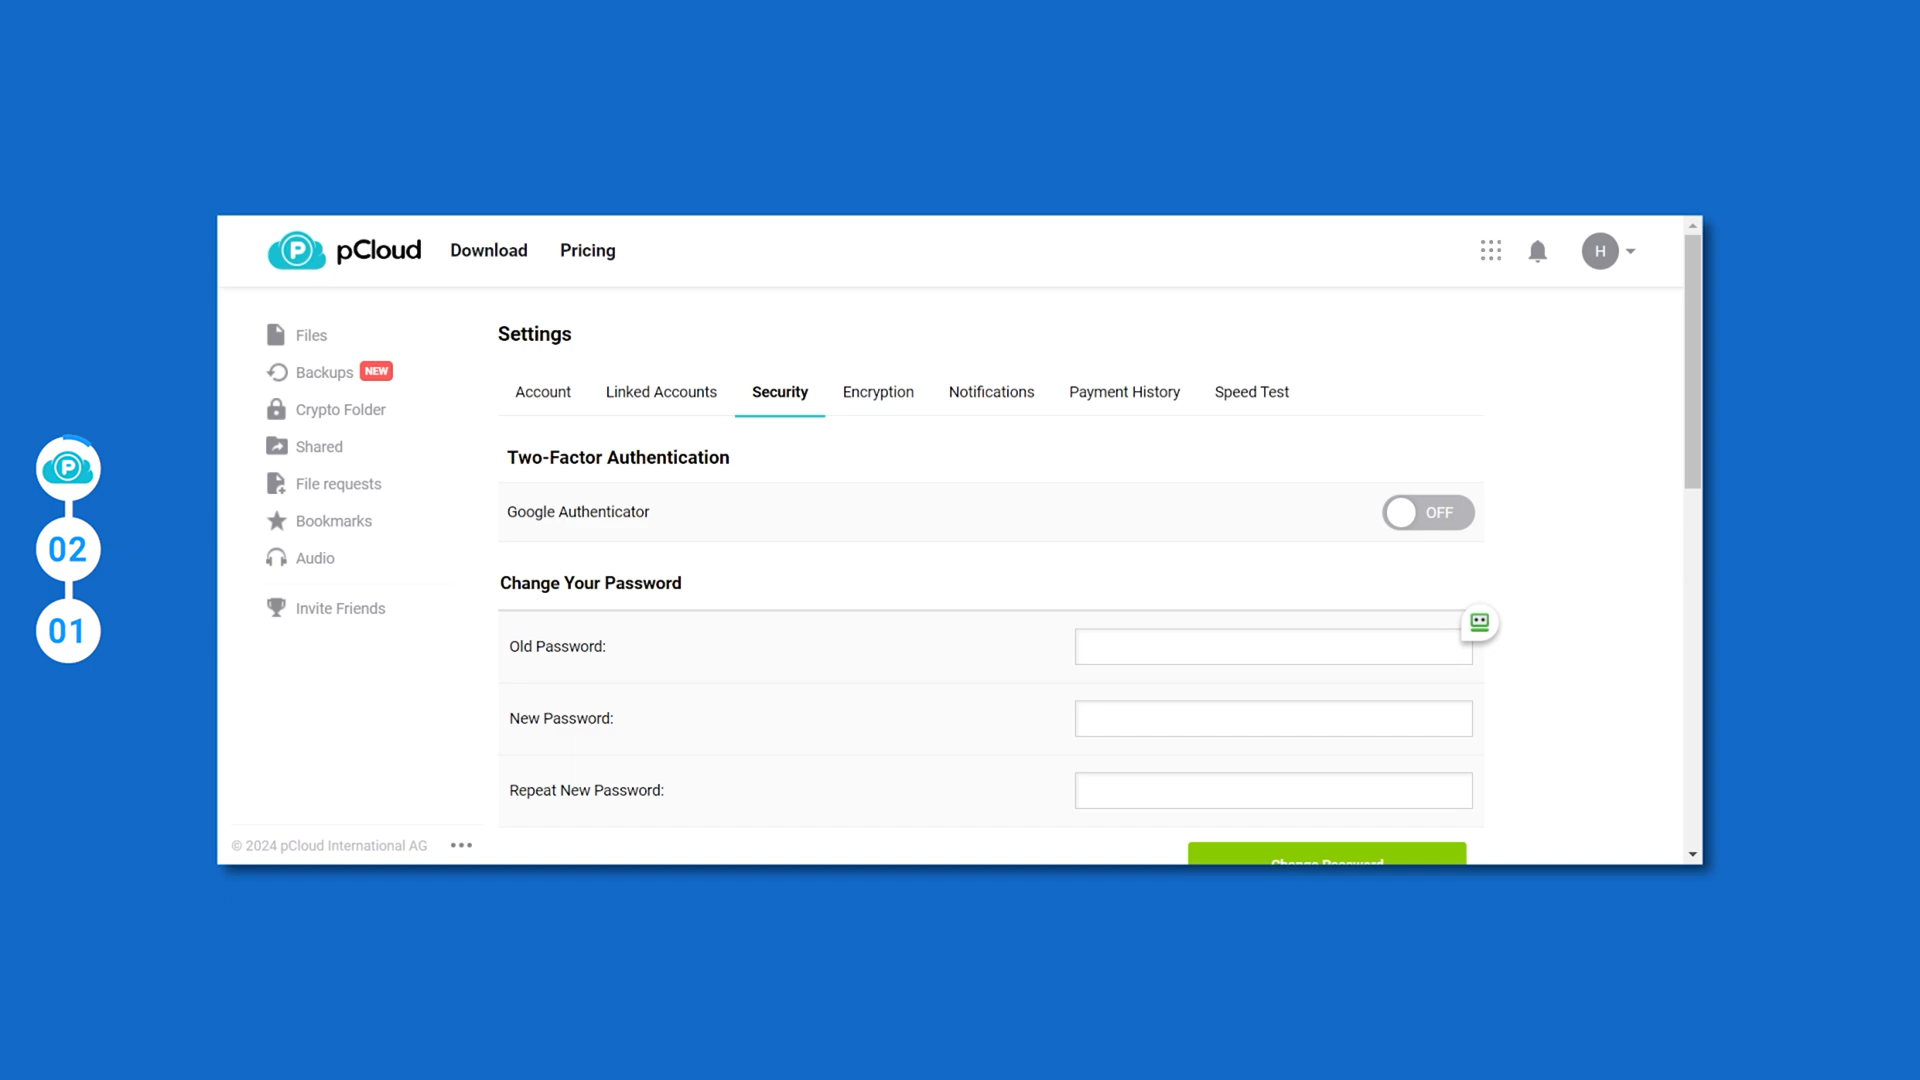 pCloud Download Pricing H
Files
Backups NEW
Crypto Folder
Shared
File requests
Bookmarks
Audio
Invite Friends
© 2024 pCloud International AG
Settings
Account Linked Accounts Security Encryption Notifications Payment History Speed Test
Two-Factor Authentication
Google Authenticator OFF
Change Your Password
Old Password:
New Password:
Repeat New Password:
Change Password
P
02
01